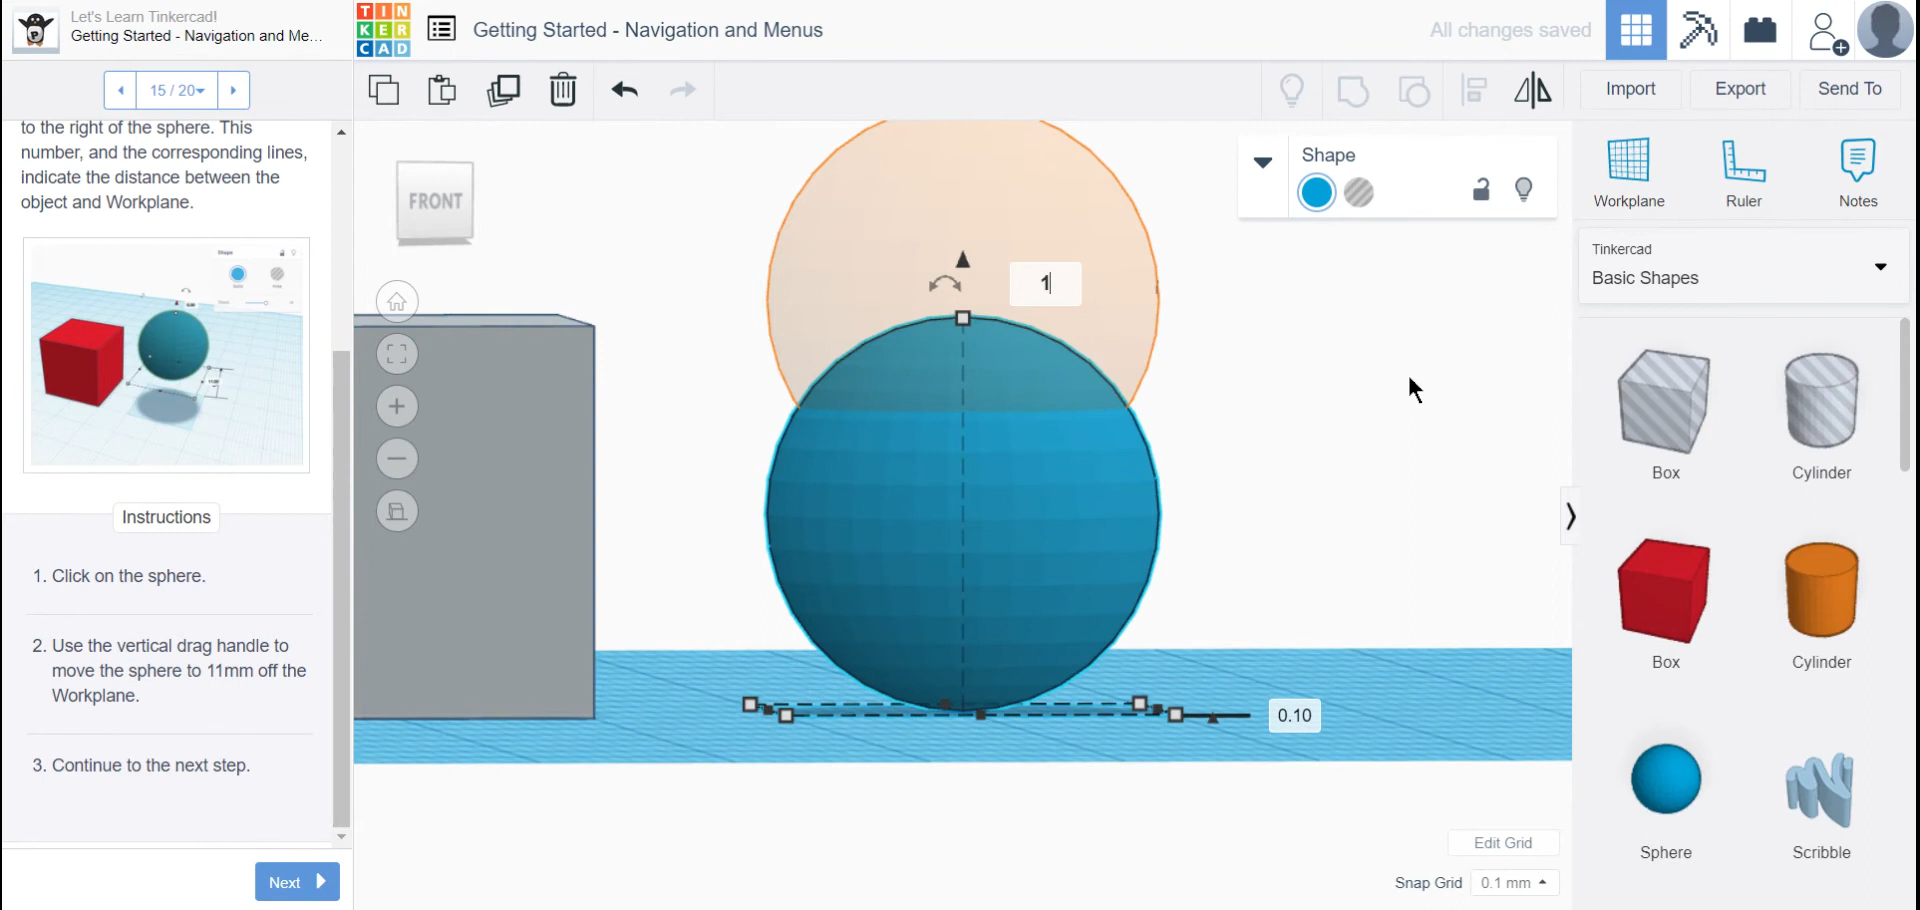 Let's Learn Tinkercad!
Getting Started - Navigation and Me...
TIN
KER
CAD
Getting Started - Navigation and Menus
All changes saved
15 / 20
Import
Export
Send To
to the right of the sphere. This
number, and the corresponding lines,
indicate the distance between the
object and Workplane.
Shape
Instructions
1. Click on the sphere.
2. Use the vertical drag handle to
move the sphere to 11mm off the
Workplane.
3. Continue to the next step.
Next
FRONT
1
0.10
Shape
Edit Grid
Snap Grid 0.1 mm
Workplane
Ruler
Notes
Tinkercad
Basic Shapes
Box
Cylinder
Box
Cylinder
Sphere
Scribble